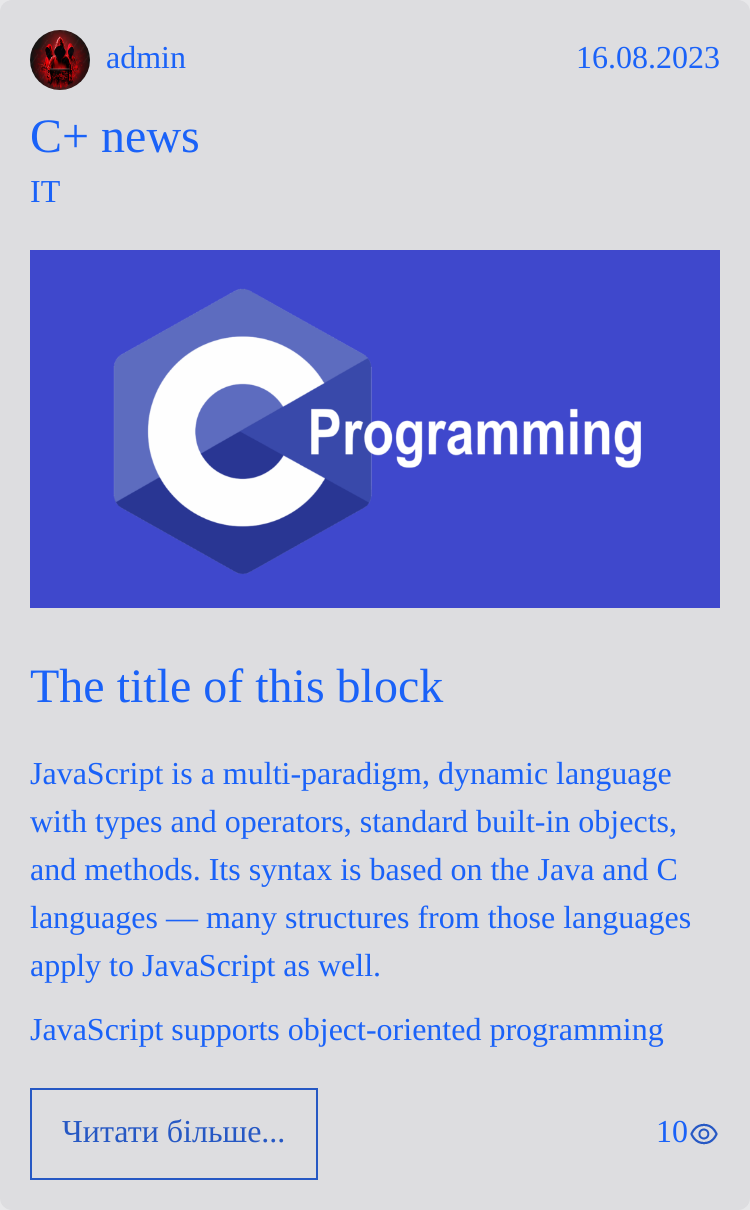 admin
16.08.2023
C+ news
IT
C Programming
The title of this block
JavaScript is a multi-paradigm, dynamic language
with types and operators, standard built-in objects,
and methods. Its syntax is based on the Java and C
languages — many structures from those languages
apply to JavaScript as well.
JavaScript supports object-oriented programming
Читати більше...
10